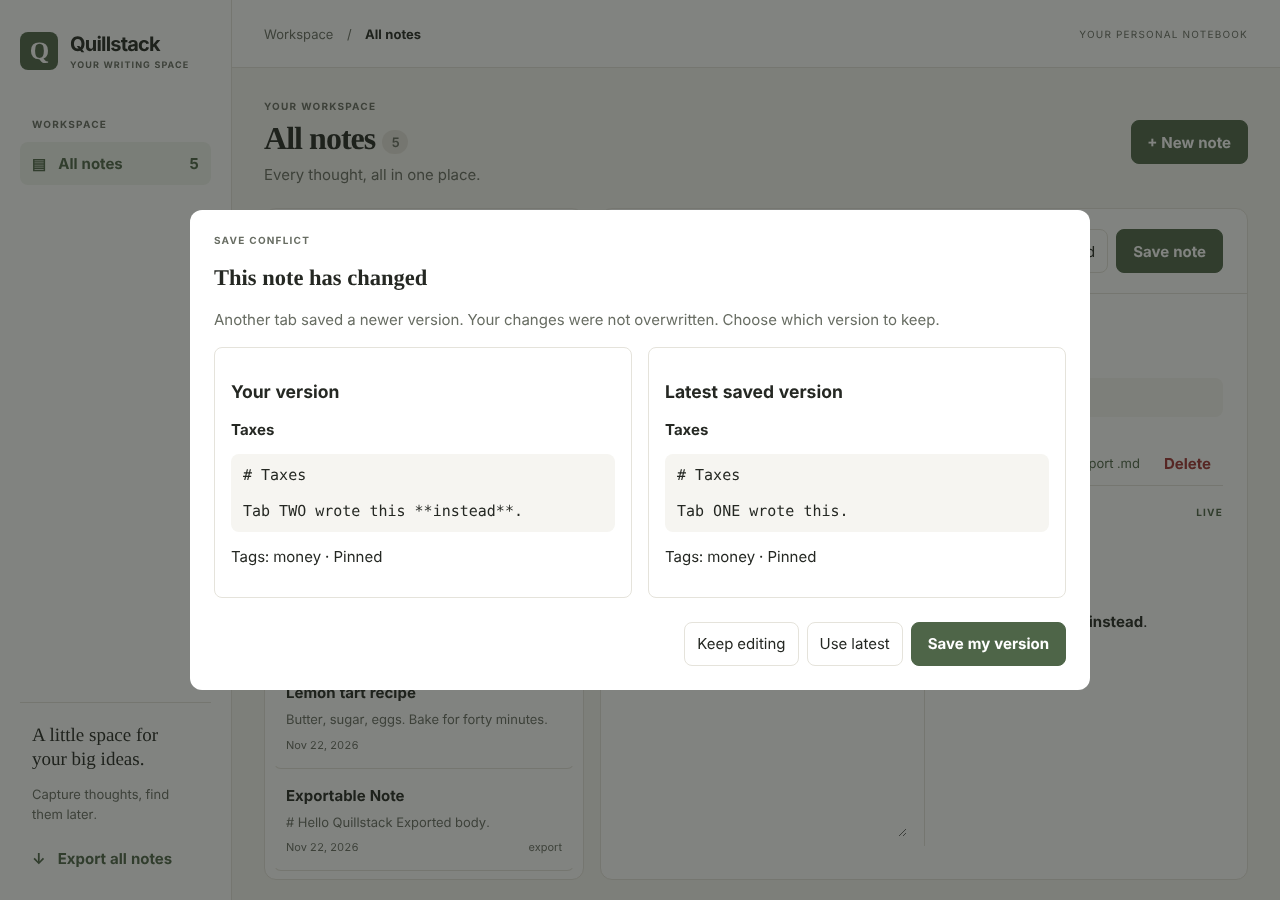 Q
Quillstack
YOUR WRITING SPACE
WORKSPACE
All notes 5
A little space for
your big ideas.
Capture thoughts, find
them later.
↓ Export all notes
Workspace / All notes
YOUR PERSONAL NOTEBOOK
YOUR WORKSPACE
All notes 5
Every thought, all in one place.
+ New note
Save note
SAVE CONFLICT
This note has changed
Another tab saved a newer version. Your changes were not overwritten. Choose which version to keep.
Your version
Taxes
# Taxes
Tab TWO wrote this **instead**.
Tags: money · Pinned
Latest saved version
Taxes
# Taxes
Tab ONE wrote this.
Tags: money · Pinned
Keep editing
Use latest
Save my version
.md
Delete
LIVE
instead.
Lemon tart recipe
Butter, sugar, eggs. Bake for forty minutes.
Nov 22, 2026
Exportable Note
# Hello Quillstack Exported body.
Nov 22, 2026 export